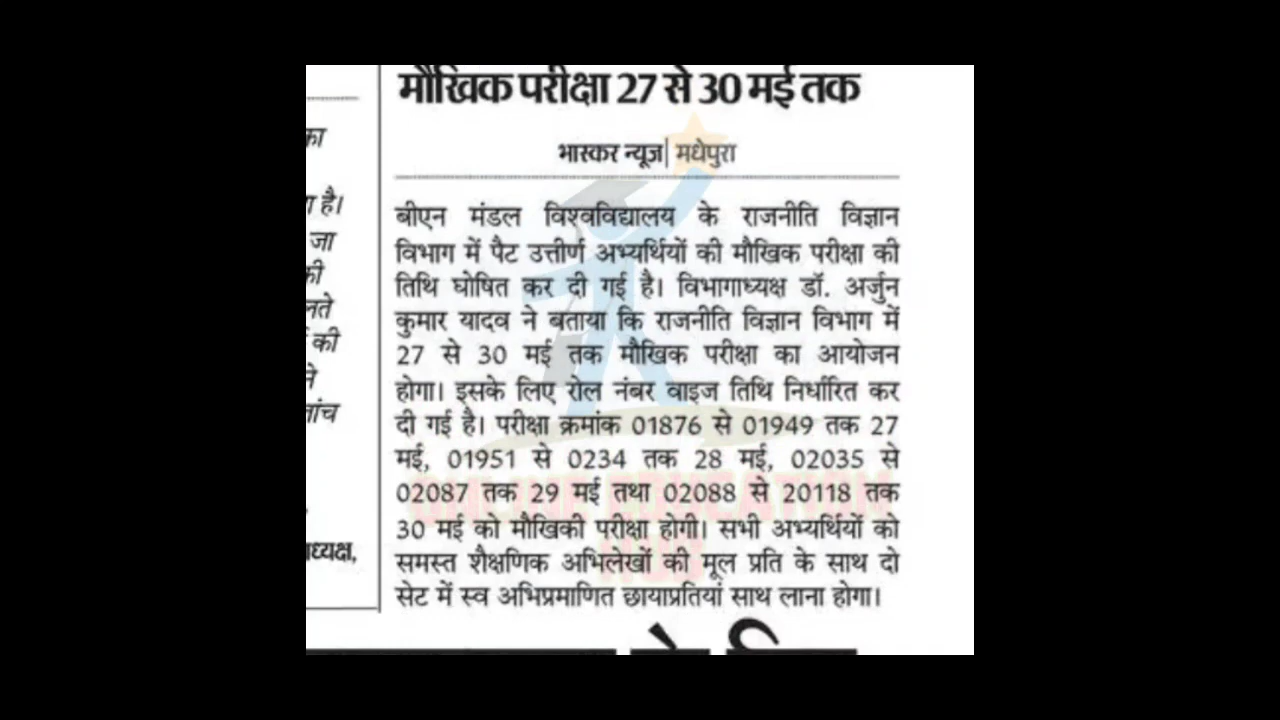 मौखिक परीक्षा 27 से 30 मई तक
भास्कर न्यूज | मधेपुरा
बीएन मंडल विश्वविद्यालय के राजनीति विज्ञान
विभाग में पैट उत्तीर्ण अभ्यर्थियों की मौखिक परीक्षा की
तिथि घोषित कर दी गई है। विभागाध्यक्ष डॉ. अर्जुन
कुमार यादव ने बताया कि राजनीति विज्ञान विभाग में
27 से 30 मई तक मौखिक परीक्षा का आयोजन
होगा। इसके लिए रोल नंबर वाइज तिथि निर्धारित कर
दी गई है। परीक्षा क्रमांक 01876 से 01949 तक 27
मई, 01951 से 0234 तक 28 मई, 02035 से
02087 तक 29 मई तथा 02088 से 20118 तक
30 मई को मौखिकी परीक्षा होगी। सभी अभ्यर्थियों को
समस्त शैक्षणिक अभिलेखों की मूल प्रति के साथ दो
सेट में स्व अभिप्रमाणित छायाप्रतियां साथ लाना होगा।
ONLINE EDUCATION
HUB
है।
जा
की